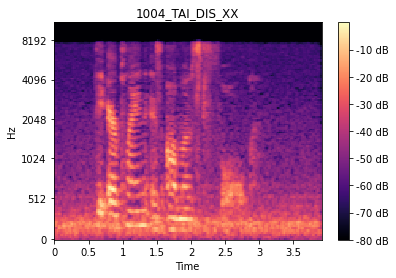 1004_TAI_DIS_XX
8192
4096
2048
1024
512
0
Hz
0 0.5 1 1.5 2 2.5 3 3.5
Time
-10 dB
-20 dB
-30 dB
-40 dB
-50 dB
-60 dB
-70 dB
-80 dB